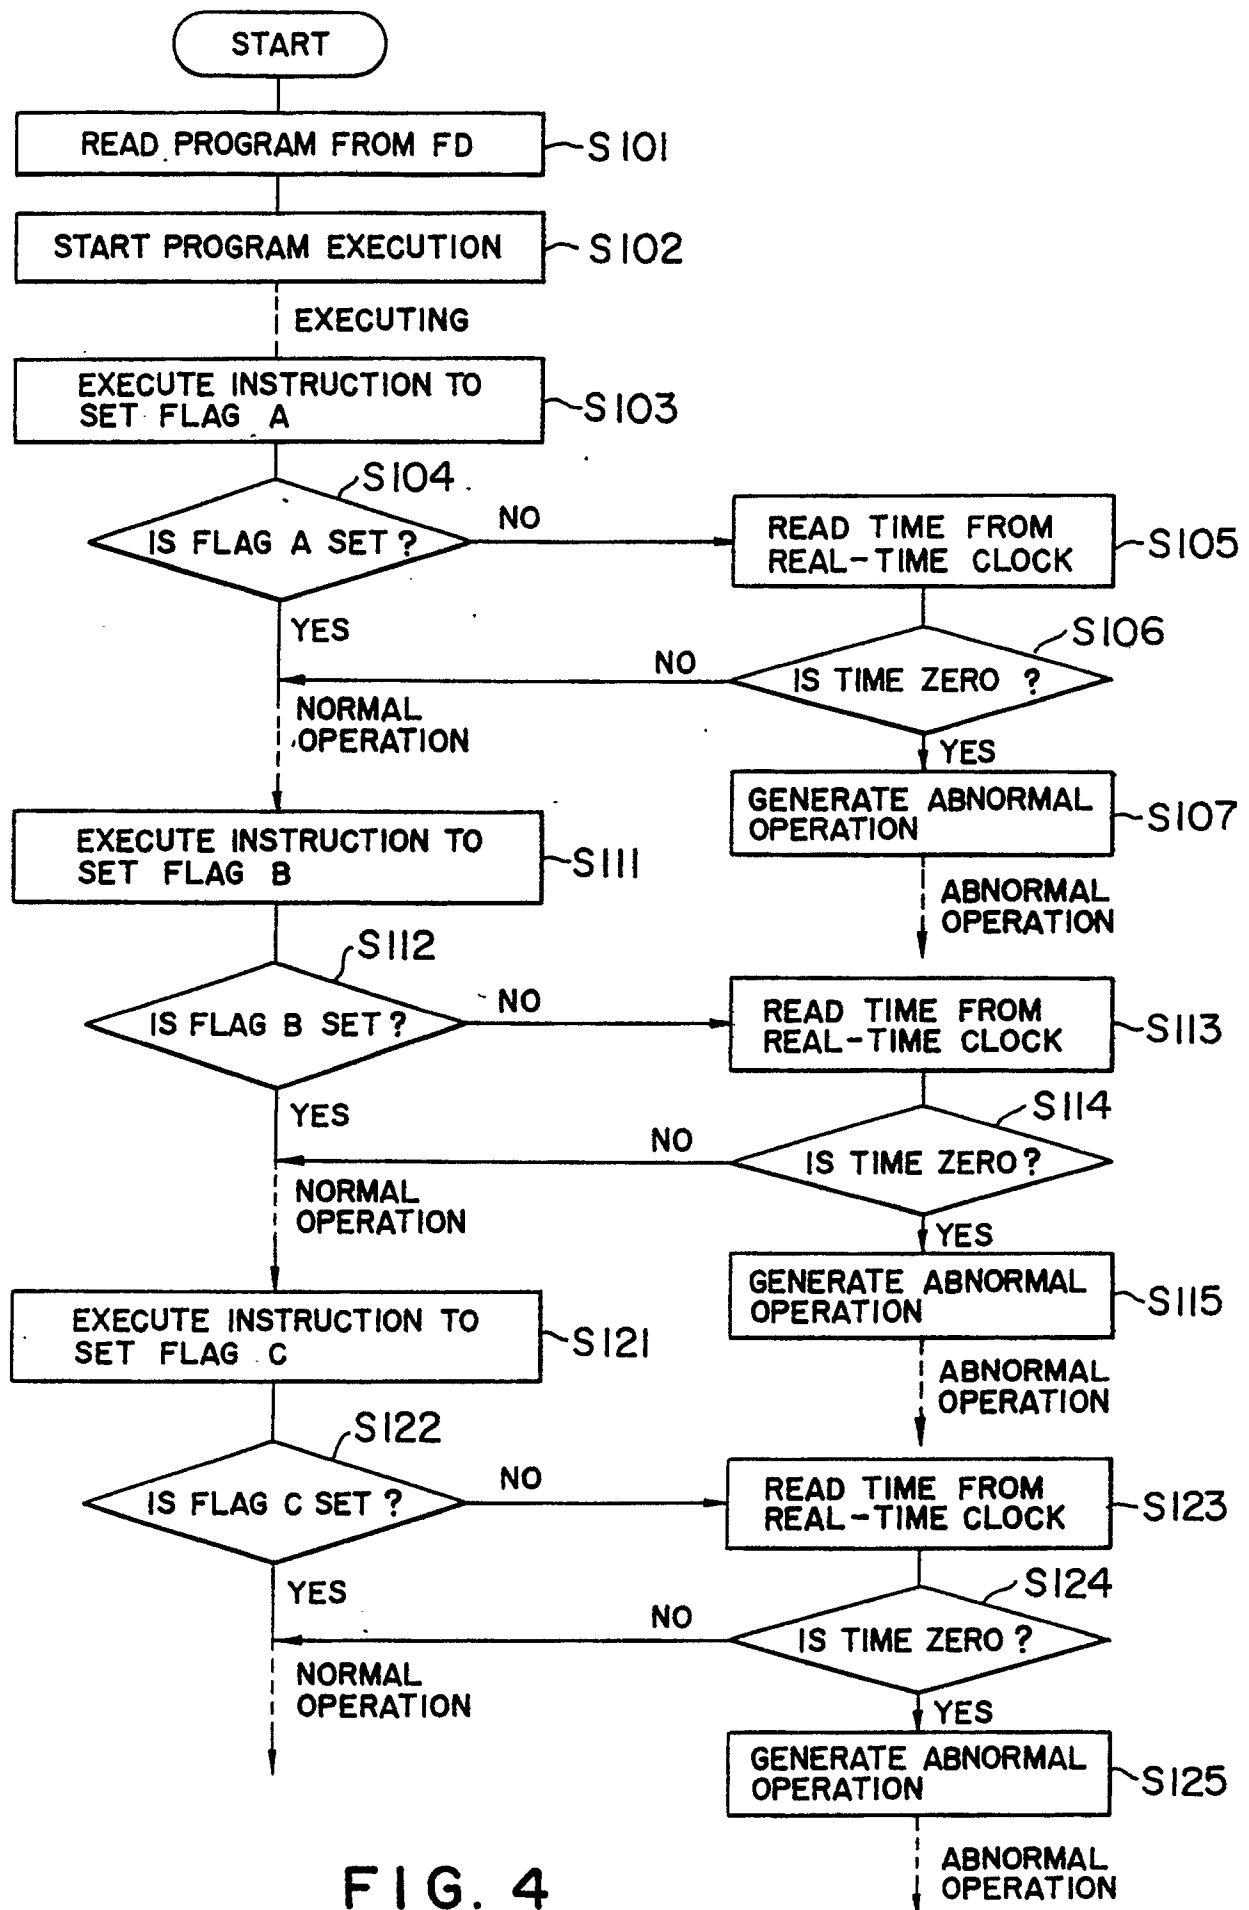 START
READ PROGRAM FROM FD
S101
START PROGRAM EXECUTION
S102
EXECUTING
EXECUTE INSTRUCTION TO
SET FLAG A
S103
S104
IS FLAG A SET?
NO
READ TIME FROM
REAL-TIME CLOCK
S105
YES
S106
IS TIME ZERO ?
NO
NORMAL
OPERATION
YES
GENERATE ABNORMAL
OPERATION
S107
ABNORMAL
OPERATION
EXECUTE INSTRUCTION TO
SET FLAG B
S111
S112
IS FLAG B SET?
NO
READ TIME FROM
REAL-TIME CLOCK
S113
YES
S114
IS TIME ZERO?
NO
NORMAL
OPERATION
YES
GENERATE ABNORMAL
OPERATION
S115
ABNORMAL
OPERATION
EXECUTE INSTRUCTION TO
SET FLAG C
S121
S122
IS FLAG C SET?
NO
READ TIME FROM
REAL-TIME CLOCK
S123
YES
S124
IS TIME ZERO?
NO
NORMAL
OPERATION
YES
GENERATE ABNORMAL
OPERATION
S125
ABNORMAL
OPERATION
FIG. 4